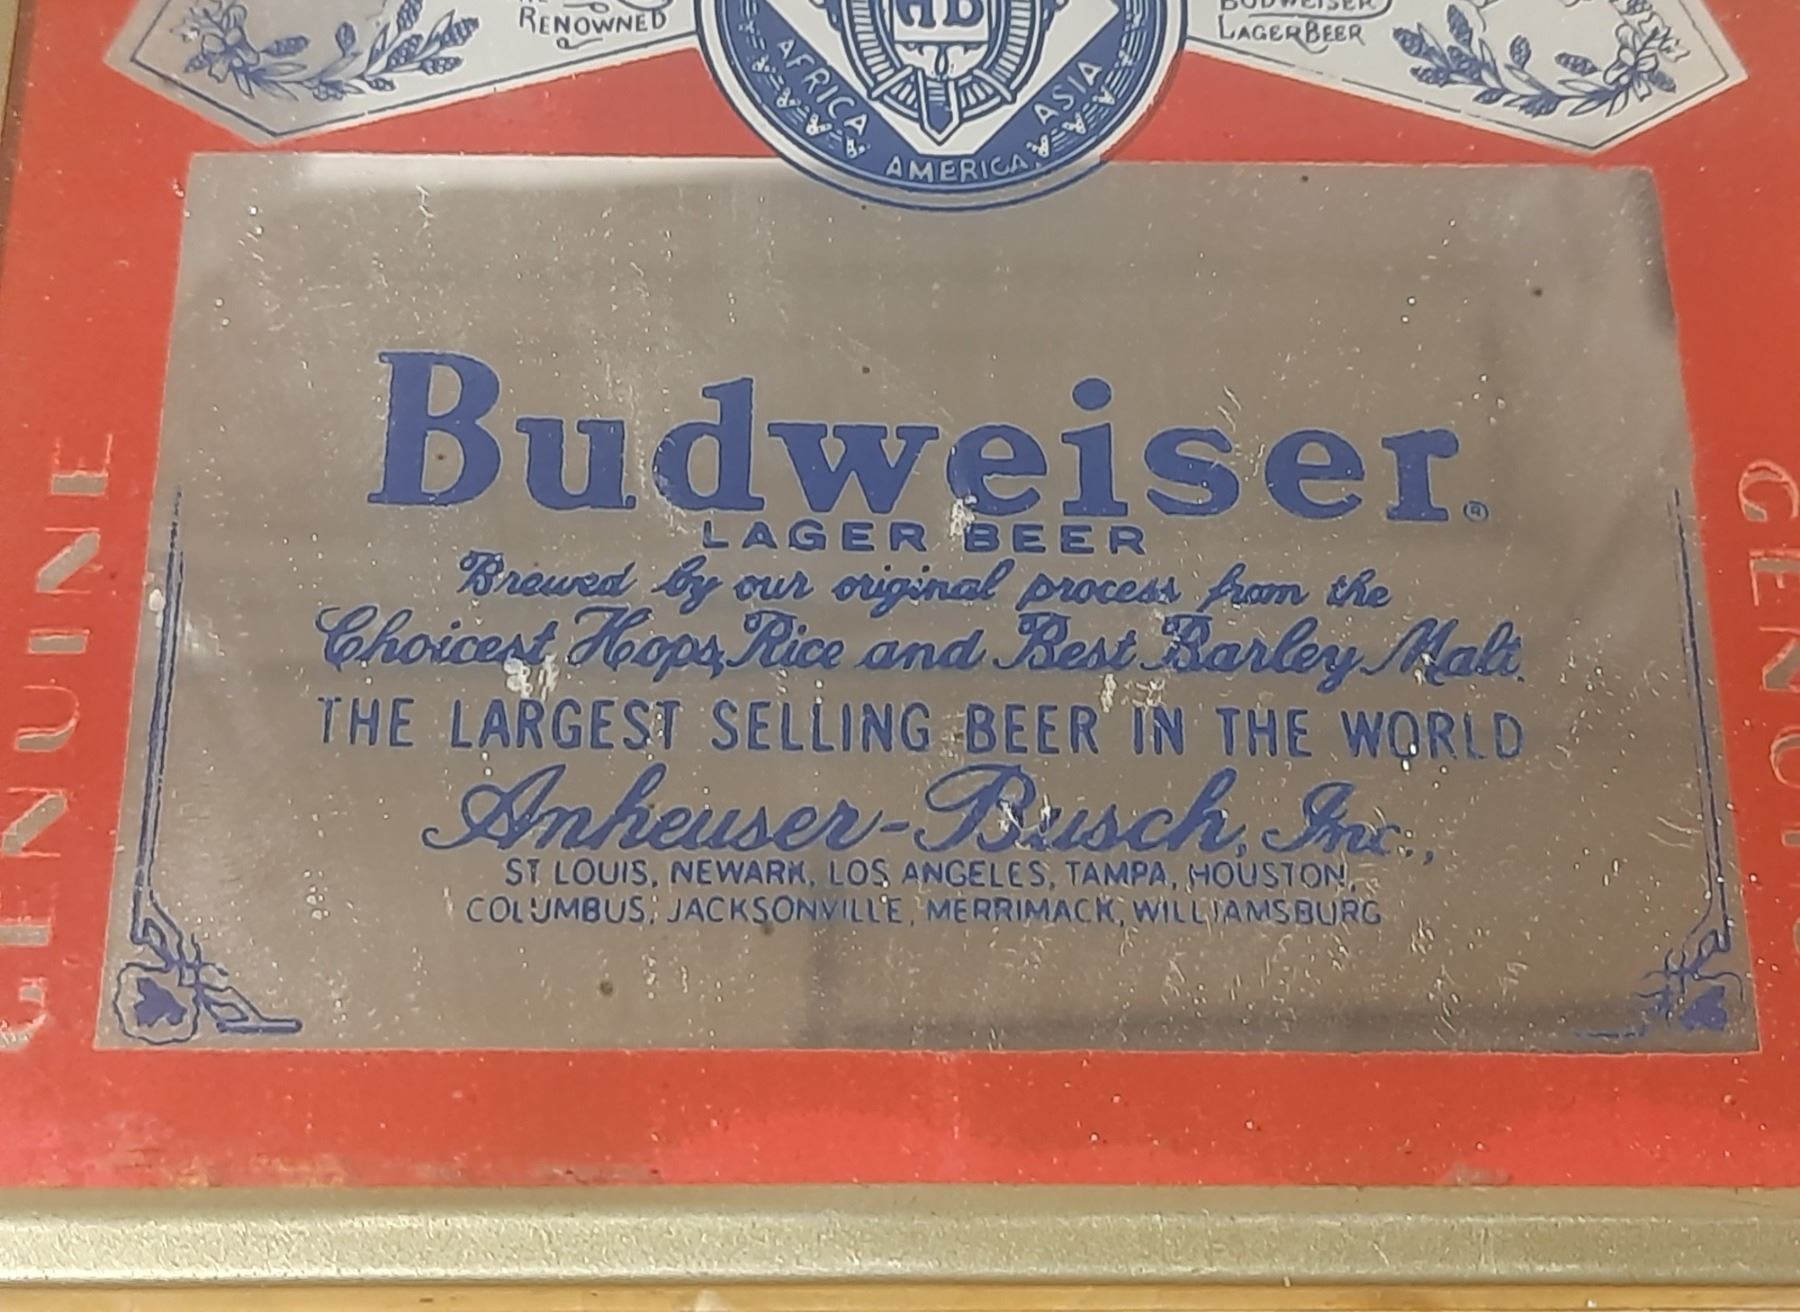 RENOWNED
BUDWEISER
LAGER BEER
AFRICA
ASIA
AMERICA
GENUINE
GENUI
Budweiser®
LAGER BEER
Brewed by our original process from the
Choicest Hops, Rice and Best Barley Malt.
THE LARGEST SELLING BEER IN THE WORLD
Anheuser-Busch, Inc.,
ST LOUIS, NEWARK, LOS ANGELES, TAMPA, HOUSTON,
COLUMBUS, JACKSONVILLE, MERRIMACK, WILLIAMSBURG